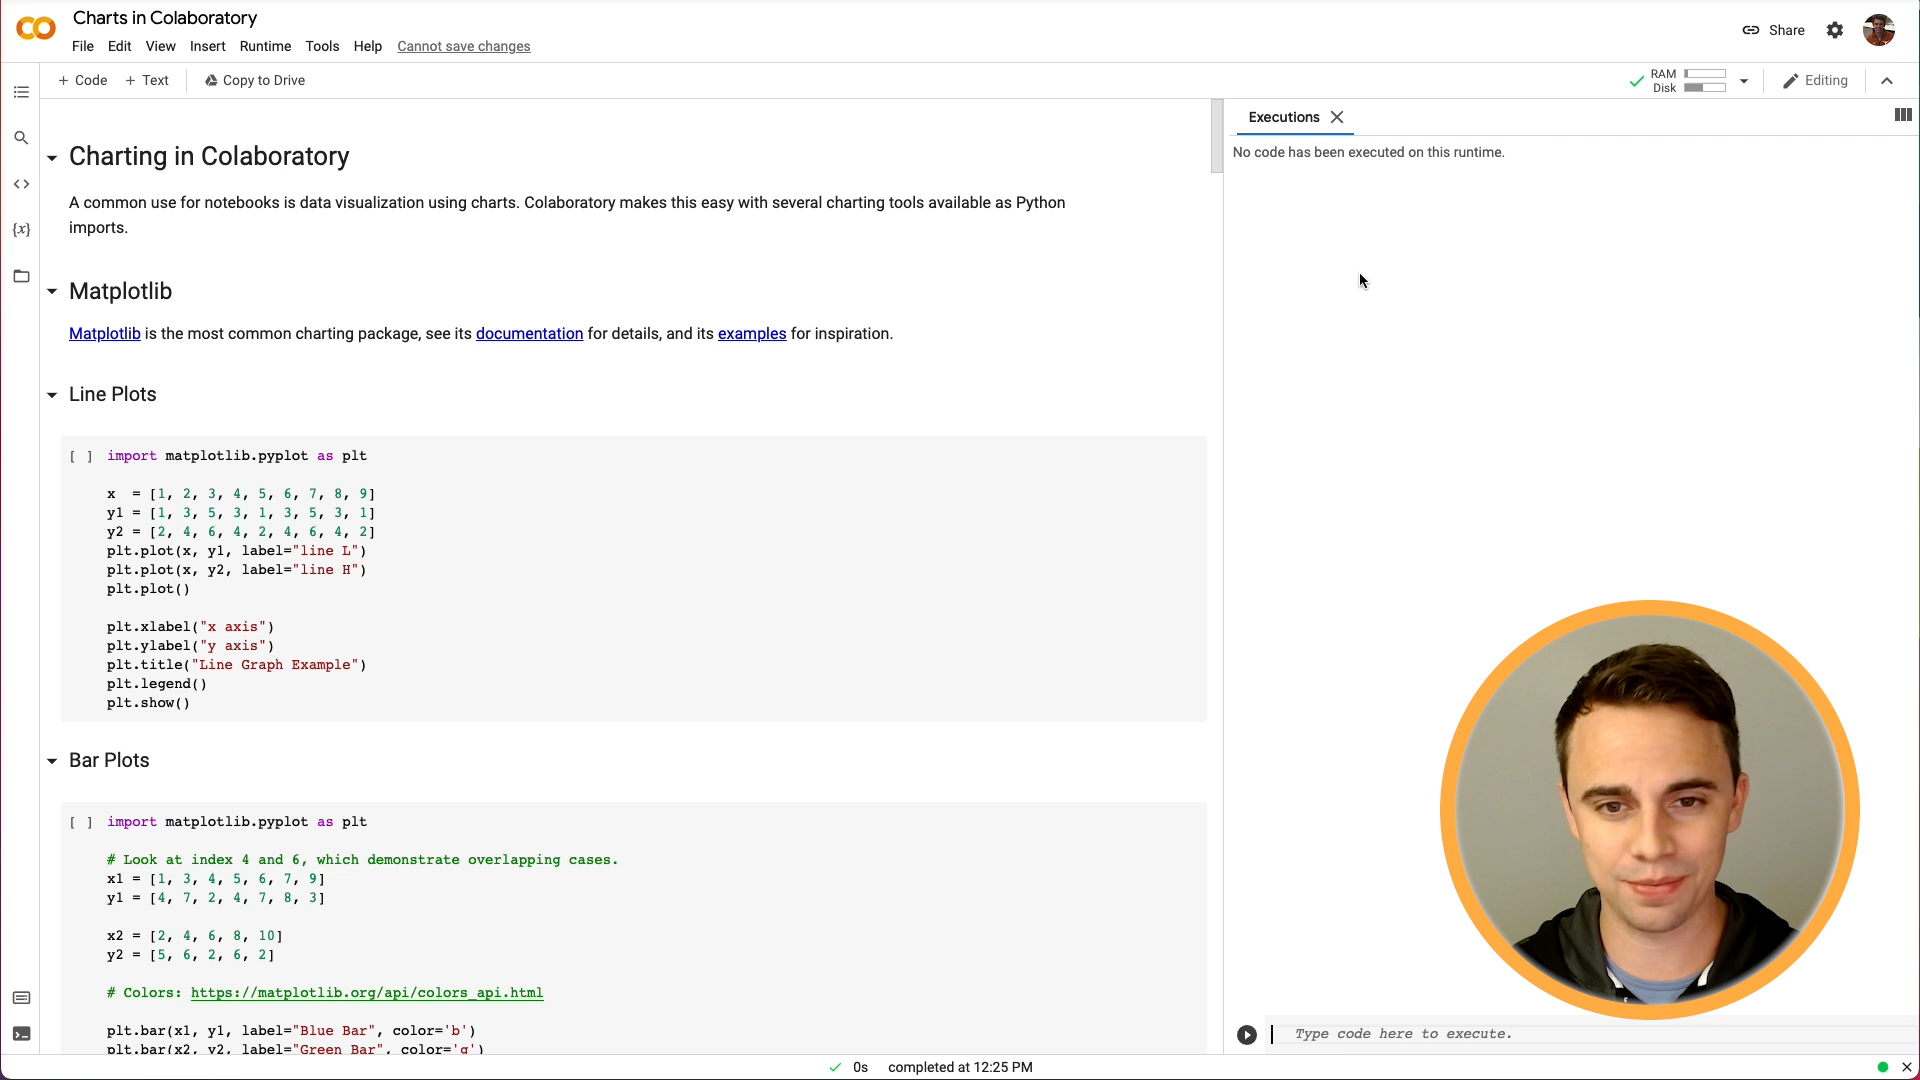 Charts in Colaboratory
File Edit View Insert Runtime Tools Help Cannot save changes
Share
+ Code + Text Copy to Drive
RAM
Disk
Editing
Charting in Colaboratory
A common use for notebooks is data visualization using charts. Colaboratory makes this easy with several charting tools available as Python
imports.
Matplotlib
Matplotlib is the most common charting package, see its documentation for details, and its examples for inspiration.
Line Plots
[ ] import matplotlib.pyplot as plt
x  = [1, 2, 3, 4, 5, 6, 7, 8, 9]
y1 = [1, 3, 5, 3, 1, 3, 5, 3, 1]
y2 = [2, 4, 6, 4, 2, 4, 6, 4, 2]
plt.plot(x, y1, label="line L")
plt.plot(x, y2, label="line H")
plt.plot()
plt.xlabel("x axis")
plt.ylabel("y axis")
plt.title("Line Graph Example")
plt.legend()
plt.show()
Bar Plots
[ ] import matplotlib.pyplot as plt
# Look at index 4 and 6, which demonstrate overlapping cases.
x1 = [1, 3, 4, 5, 6, 7, 9]
y1 = [4, 7, 2, 4, 7, 8, 3]
x2 = [2, 4, 6, 8, 10]
y2 = [5, 6, 2, 6, 2]
# Colors: https://matplotlib.org/api/colors_api.html
plt.bar(x1, y1, label="Blue Bar", color='b')
plt.bar(x2, y2, label="Green Bar", color='g')
Executions
No code has been executed on this runtime.
Type code here to execute.
0s completed at 12:25 PM
{x}